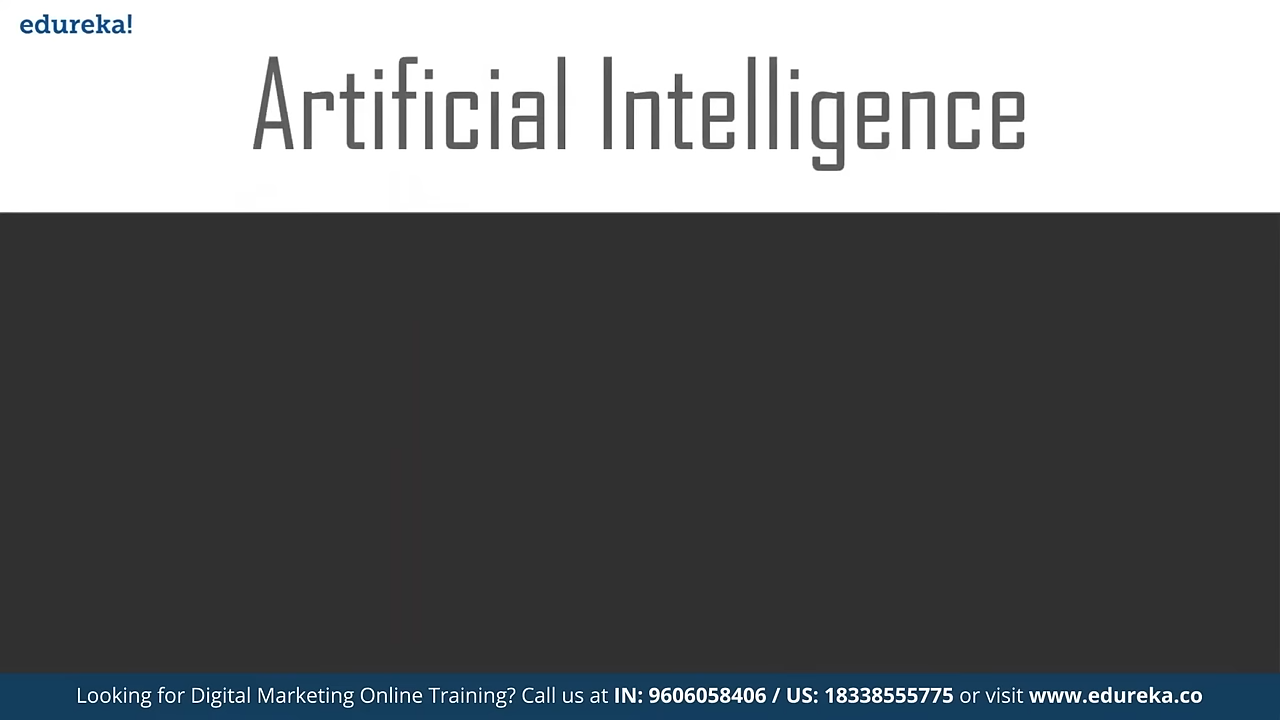 edureka!
Artificial Intelligence
Looking for Digital Marketing Online Training? Call us at IN: 9606058406 / US: 18338555775 or visit www.edureka.co